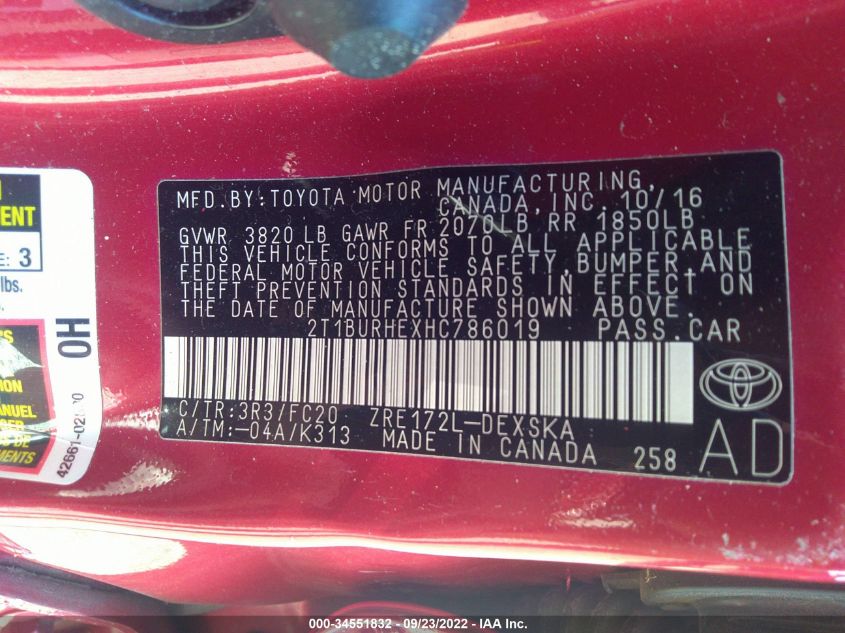 MFD. BY: TOYOTA MOTOR MANUFACTURING,
CANADA, INC. 10/16
GVWR 3820 LB GAWR FR 2070LB RR 1850LB
THIS VEHICLE CONFORMS TO ALL APPLICABLE
FEDERAL MOTOR VEHICLE SAFETY, BUMPER, AND
THEFT PREVENTION STANDARDS IN EFFECT ON
THE DATE OF MANUFACTURE SHOWN ABOVE.
2T1BURHEXHC786019 PASS.CAR
C/TR:3R3/FC20 ZRE172L-DEXSKA
A/TM:-04A/K313 MADE IN CANADA 258
AD
E: 3
lbs.
OH
ION
MANUEL
000-34551832 - 09/23/2022 - IAA Inc.